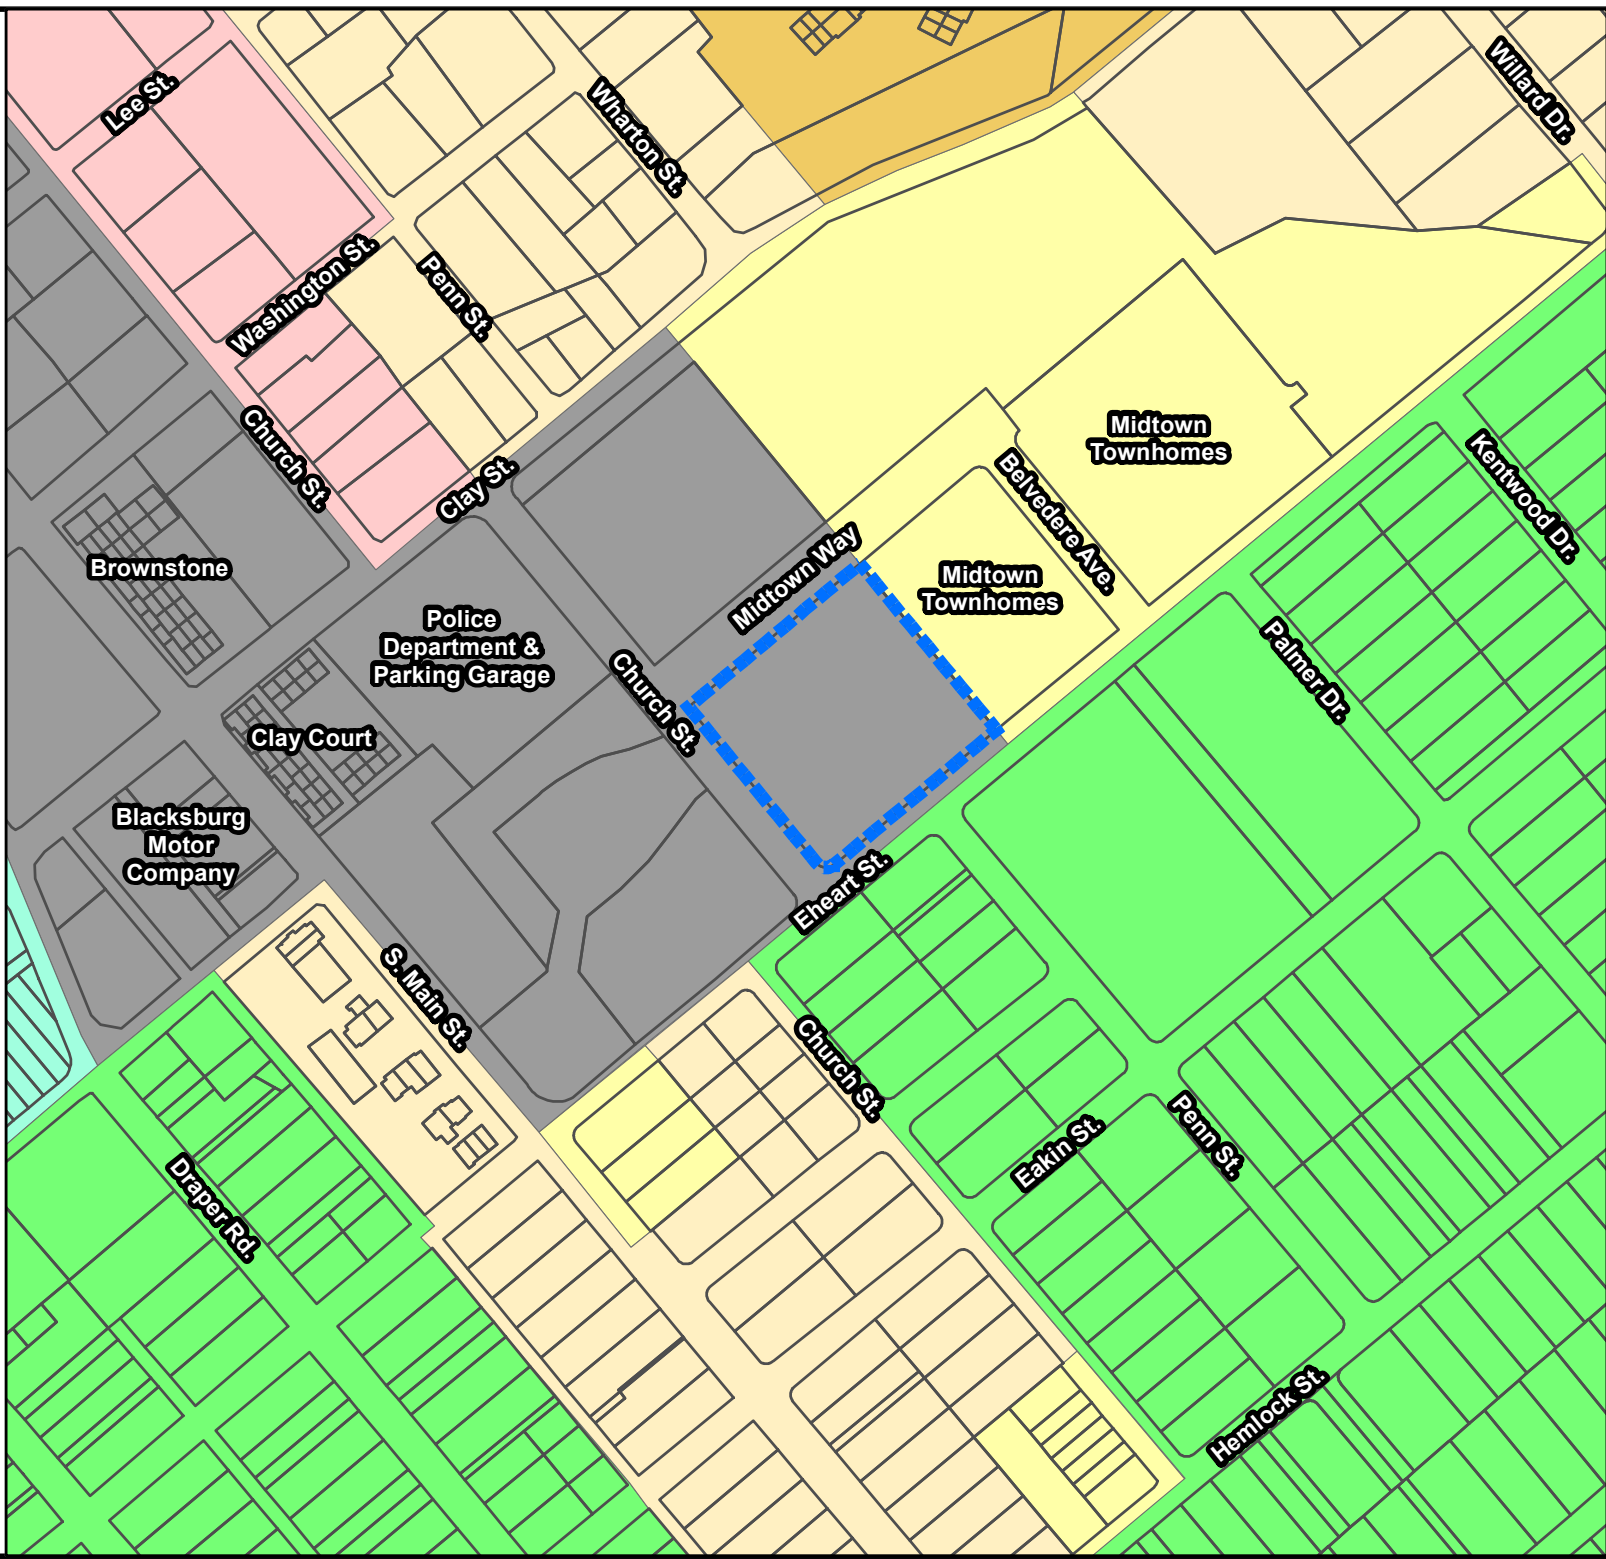 Lee St.
Wharton St.
Willard Dr.
Washington St.
Penn St.
Church St.
Clay St.
Midtown
Townhomes
Belvedere Ave.
Kentwood Dr.
Brownstone
Midtown Way
Midtown
Townhomes
Police
Department &
Parking Garage
Church St.
Palmer Dr.
Clay Court
Blacksburg
Motor
Company
Eheart St.
S. Main St.
Church St.
Eakin St.
Penn St.
Draper Rd.
Hemlock St.